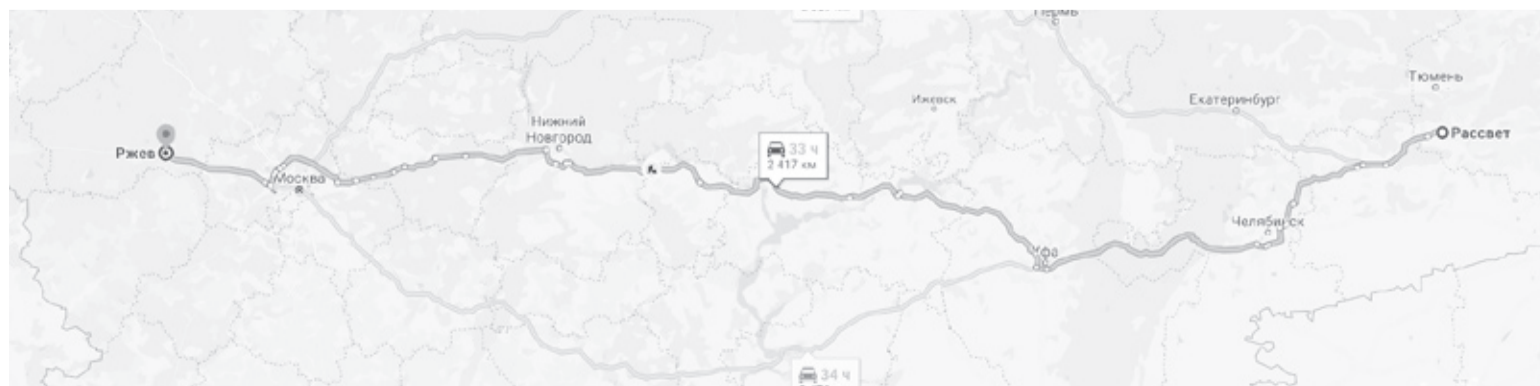 Пермь
Тюмень
Ижевск
Екатеринбург
Нижний
Новгород
33 ч
2 417 км
Рассвет
Ржев
Москва
Челябинск
Уфа
34 ч